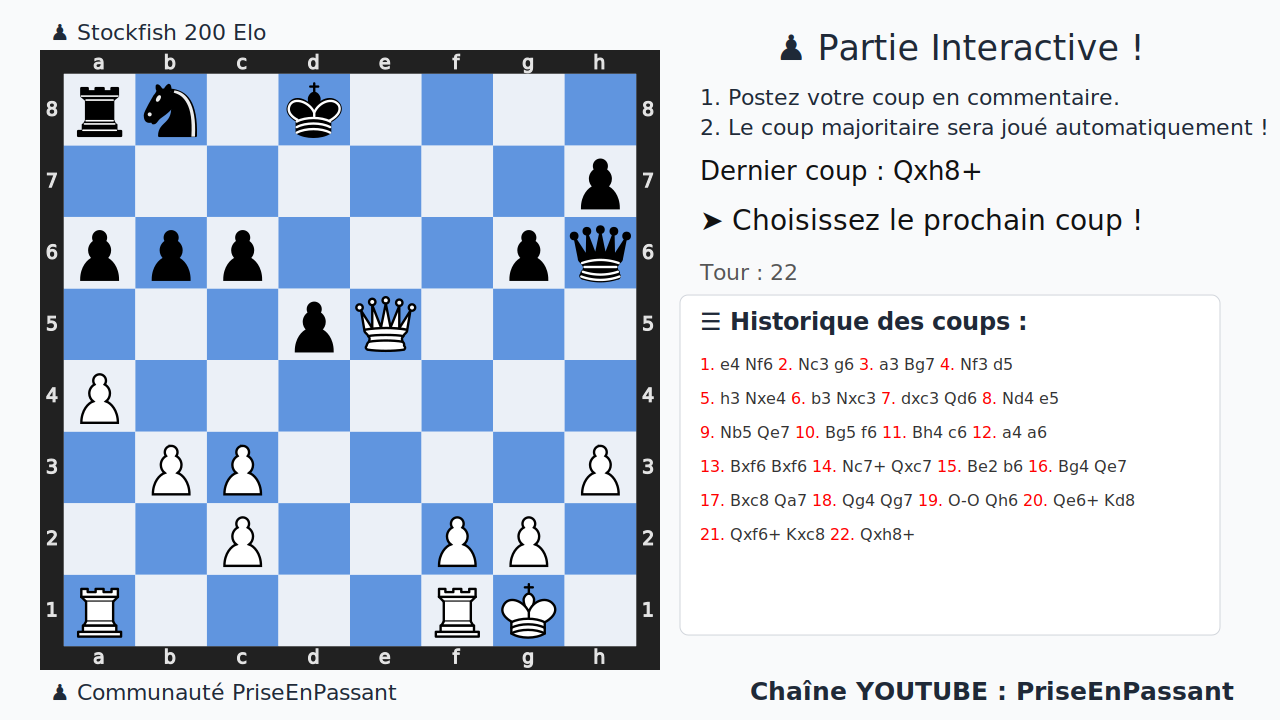 ♟ Stockfish 200 Elo
a b c d e f g h
8 8
7 7
6 6
5 5
4 4
3 3
2 2
1 1
a b c d e f g h
♟ Communauté PriseEnPassant
♟ Partie Interactive !
1. Postez votre coup en commentaire.
2. Le coup majoritaire sera joué automatiquement !
Dernier coup : Qxh8+
➤ Choisissez le prochain coup !
Tour : 22
☰ Historique des coups :
1. e4 Nf6 2. Nc3 g6 3. a3 Bg7 4. Nf3 d5
5. h3 Nxe4 6. b3 Nxc3 7. dxc3 Qd6 8. Nd4 e5
9. Nb5 Qe7 10. Bg5 f6 11. Bh4 c6 12. a4 a6
13. Bxf6 Bxf6 14. Nc7+ Qxc7 15. Be2 b6 16. Bg4 Qe7
17. Bxc8 Qa7 18. Qg4 Qg7 19. O-O Qh6 20. Qe6+ Kd8
21. Qxf6+ Kxc8 22. Qxh8+
Chaîne YOUTUBE : PriseEnPassant